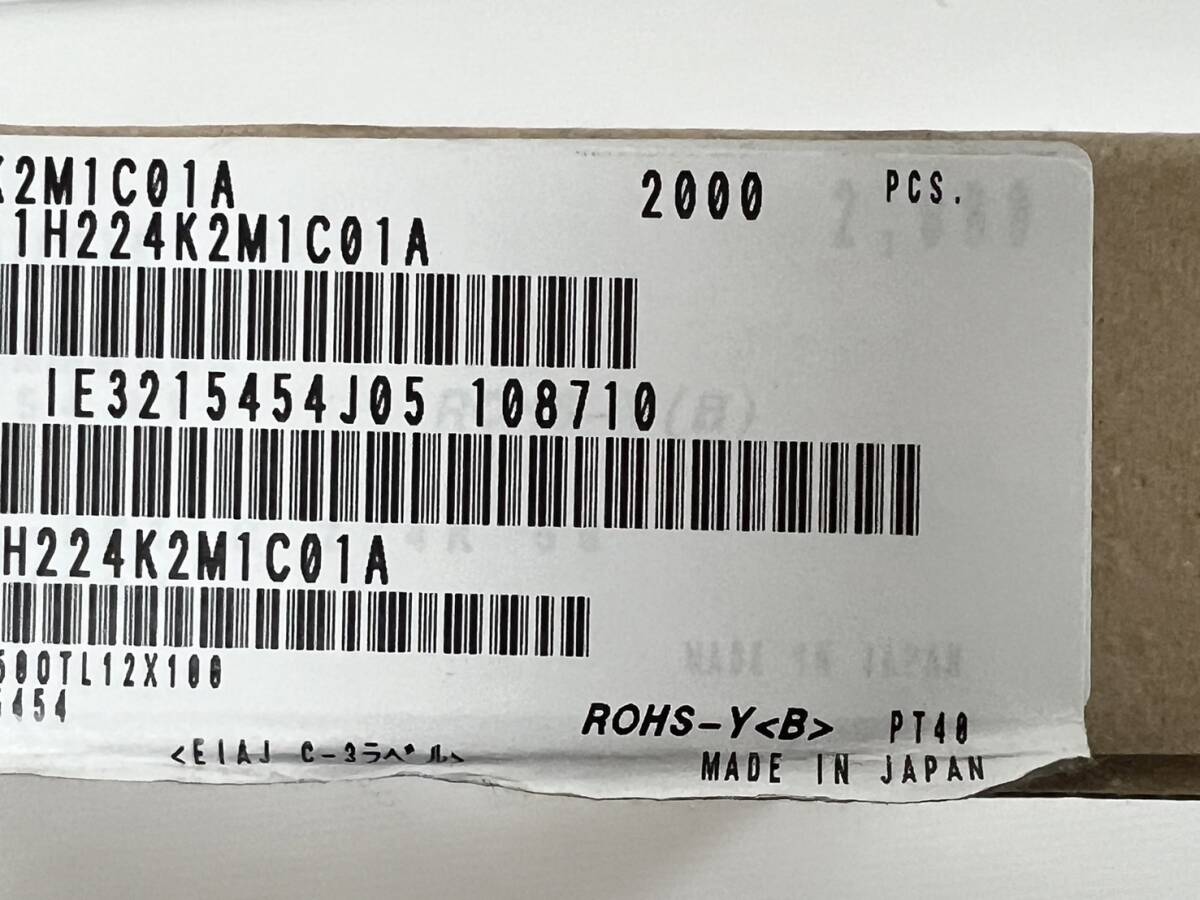 K2M1C01A 2000 PCS.
1H224K2M1C01A
IE3215454J05 108710
H224K2M1C01A
500TL12X100
5454
ROHS-Y<B> PT40
<EIAJ C-3ラベル>
MADE IN JAPAN